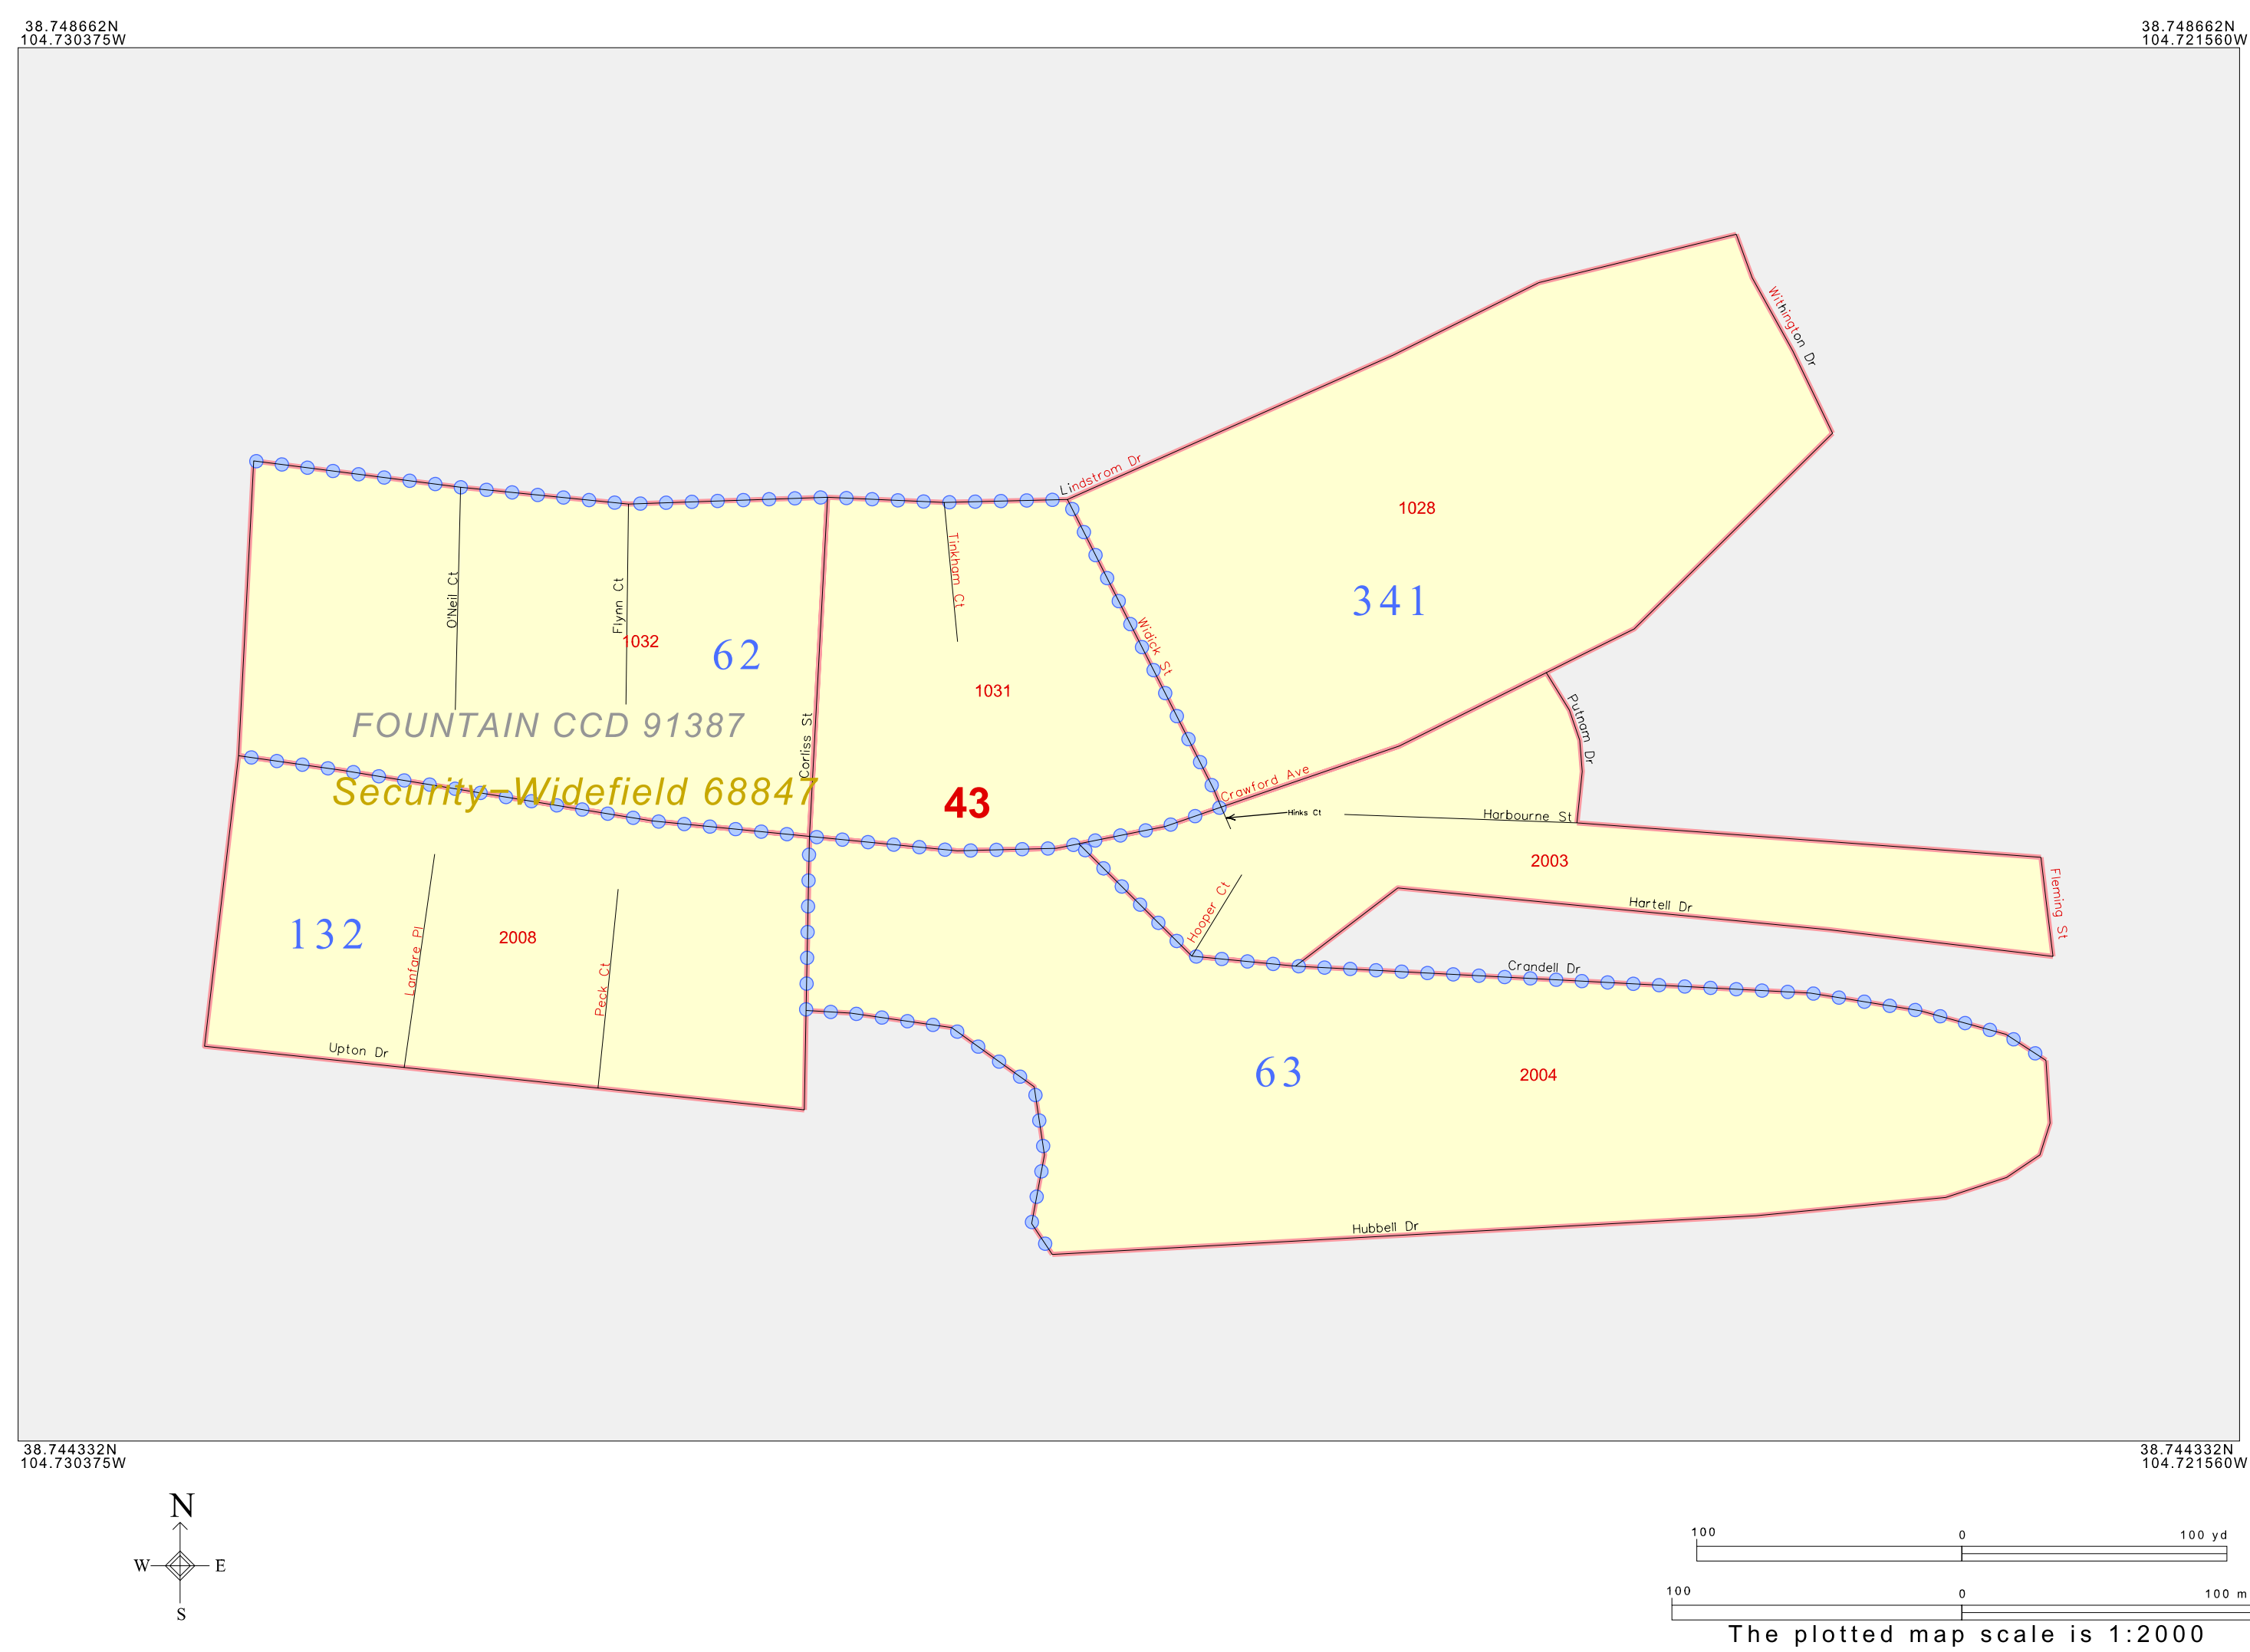 38.748662N
104.730375W
38.748662N
104.721560W
Withington Dr
Lindstrom Dr
1028
Tinkham Ct
O'Neil Ct
Flynn Ct
341
1032
62
Widick St
1031
FOUNTAIN CCD 91387
Corliss St
Putnam Dr
Security-Widefield 68847
43
Crawford Ave
Hinks Ct
Harbourne St
2003
Fleming St
Hartell Dr
Hooper Ct
132
2008
Lanfare Pl
Peck Ct
Crandell Dr
Upton Dr
63
2004
Hubbell Dr
38.744332N
104.730375W
38.744332N
104.721560W
N
W E
S
100 0 100 yd
100 0 100 m
The plotted map scale is 1:2000